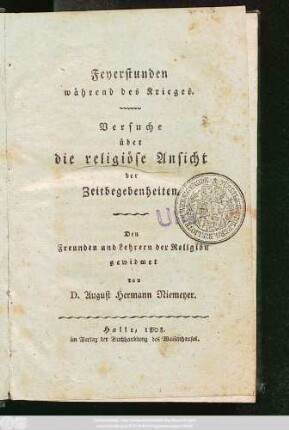 Feyerstunden
während des Krieges.
Versuche
über
die religiöse Ansicht
der
Zeitbegebenheiten.
Den
Freunden und Lehrern der Religion
gewidmet
von
D. August Hermann Niemeyer.
Halle, 1808.
im Verlag der Buchhandlung des Waisenhauses.